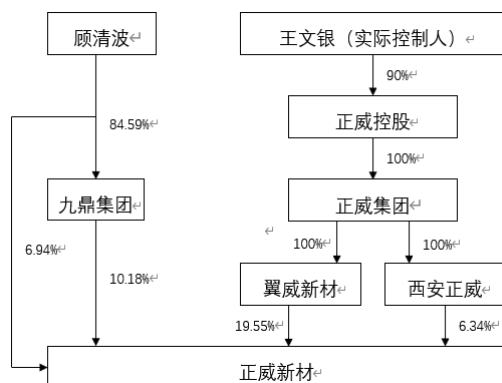 顾清波
王文银（实际控制人）
90%
84.59%
正威控股
100%
九鼎集团
正威集团
6.94%
100%
100%
10.18%
翼威新材
西安正威
19.55%
6.34%
正威新材